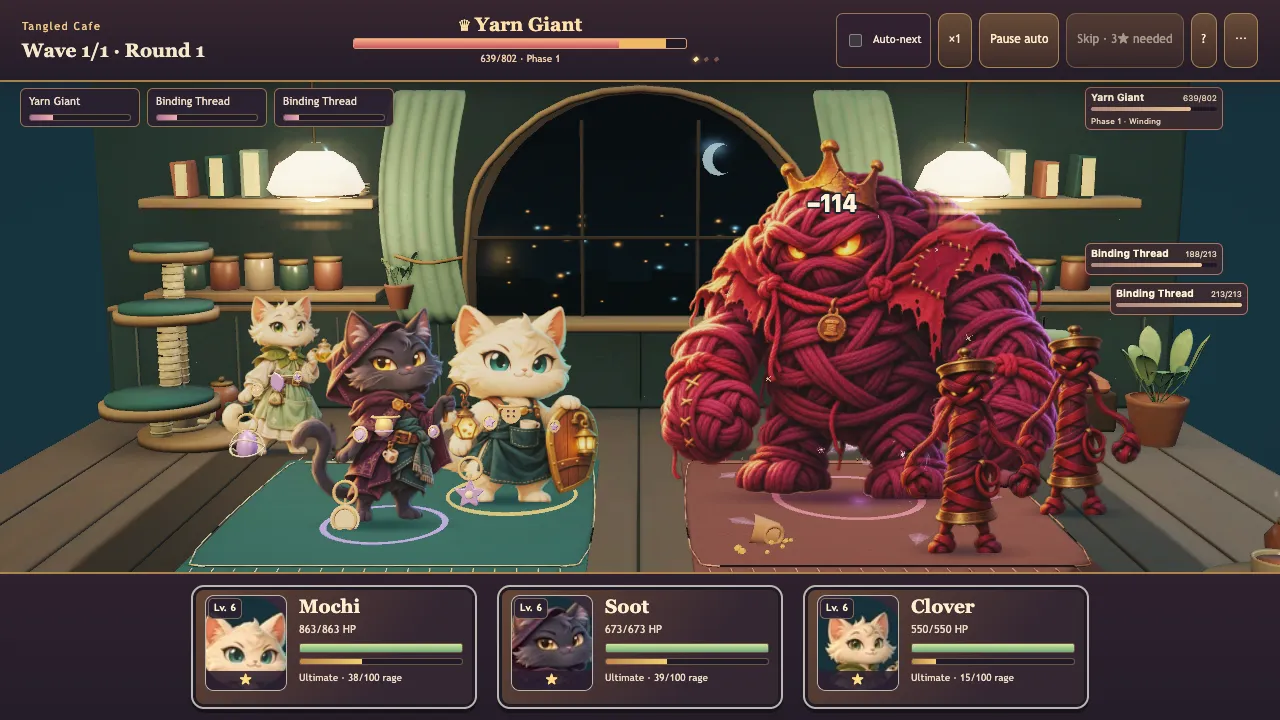 Tangled Cafe
Wave 1/1 · Round 1
Yarn Giant
639/802 · Phase 1
Auto-next
×1
Pause auto
Skip · 3★ needed
?
...
Yarn Giant
Binding Thread
Binding Thread
Yarn Giant 639/802
Phase 1 · Winding
-114
Binding Thread 188/213
Binding Thread 213/213
Lv. 6
Mochi
863/863 HP
Ultimate · 38/100 rage
Lv. 6
Soot
673/673 HP
Ultimate · 39/100 rage
Lv. 6
Clover
550/550 HP
Ultimate · 15/100 rage